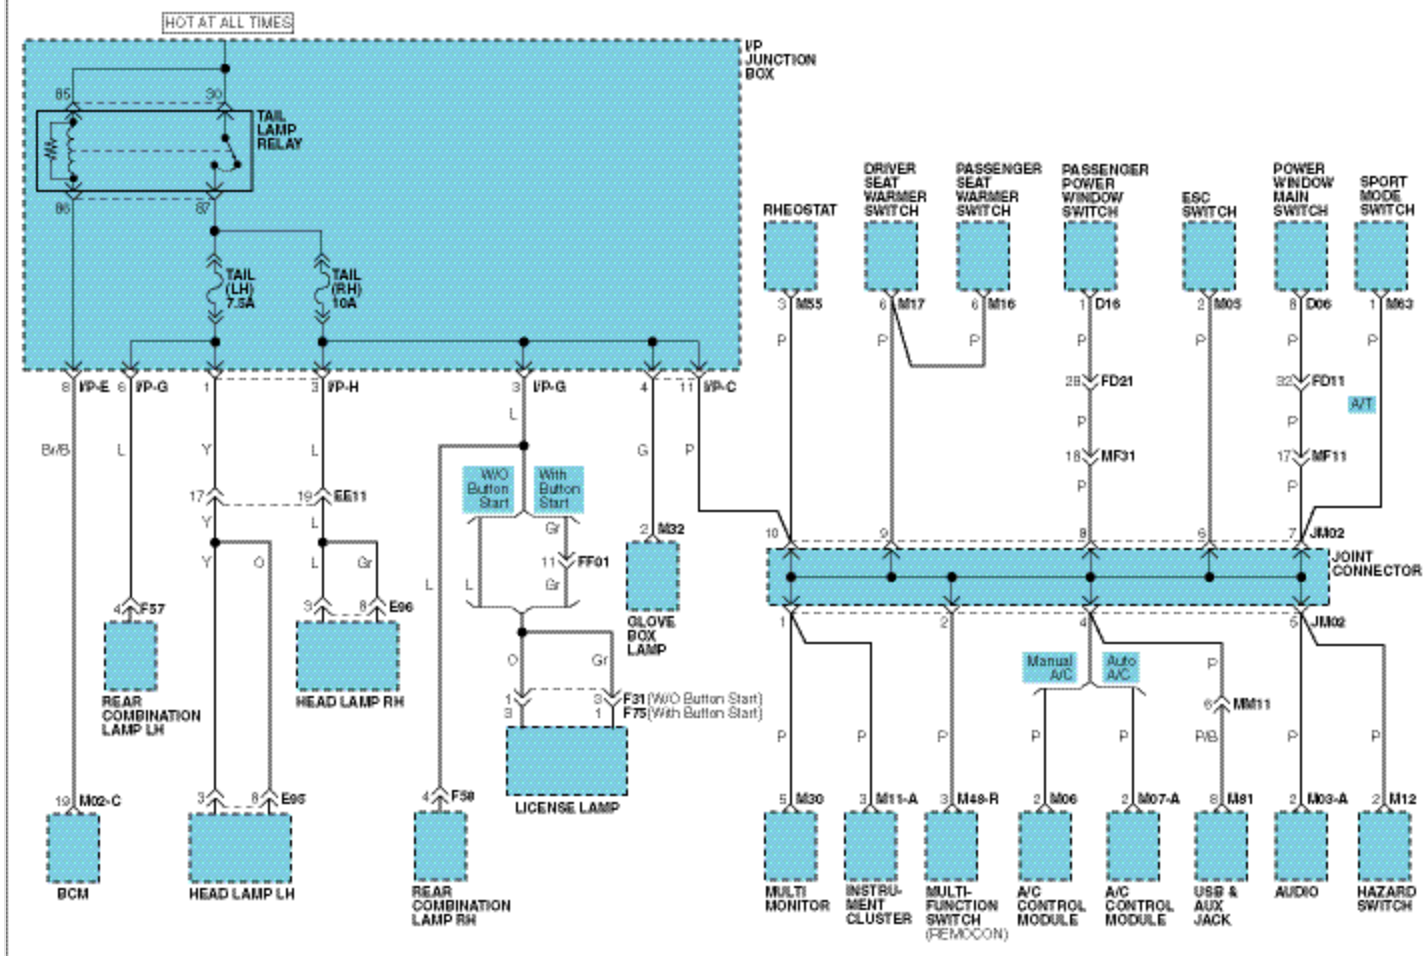 HOT AT ALL TIMES
I/P
JUNCTION
BOX
85
30
TAIL
LAMP
RELAY
86
87
TAIL
(LH)
7.5A
TAIL
(RH)
10A
RHEOSTAT
DRIVER
SEAT
WARMER
SWITCH
PASSENGER
SEAT
WARMER
SWITCH
PASSENGER
POWER
WINDOW
SWITCH
ESC
SWITCH
POWER
WINDOW
MAIN
SWITCH
SPORT
MODE
SWITCH
3 M55
6 M17
6 M16
1 D16
2 M05
8 D06
1 M63
P P P P P P P
8 I/P-E
6 I/P-G
1
3 I/P-H
3 I/P-G
4
11 I/P-C
28 FD21
32 FD11
A/T
L
P P
Br/B L Y L G P
18 MF31
17 MF11
W/O
Button
Start
With
Button
Start
17
19 EE11
P P
Y L
Gr
2 M32
10 9 8 6 7 JM02
JOINT
CONNECTOR
Y O L Gr
11 FF01
L L Gr
4 F57
3
8 E96
GLOVE
BOX
LAMP
1 2 4 5 JM02
REAR
COMBINATION
LAMP LH
HEAD LAMP RH
O Gr
Manual
A/C
Auto
A/C
P
1
3 F31 (W/O Button Start)
3
1 F75 (With Button Start)
6 MM11
P P P P P P/B P P
LICENSE LAMP
19 M02-C
3
8 E95
4 F58
5 M30
3 M11-A
3 M48-R
2 M06
2 M07-A
8 M81
2 M03-A
2 M12
BCM
HEAD LAMP LH
REAR
COMBINATION
LAMP RH
MULTI
MONITOR
INSTRU-
MENT
CLUSTER
MULTI-
FUNCTION
SWITCH
(REMOCON)
A/C
CONTROL
MODULE
A/C
CONTROL
MODULE
USB &
AUX
JACK
AUDIO
HAZARD
SWITCH